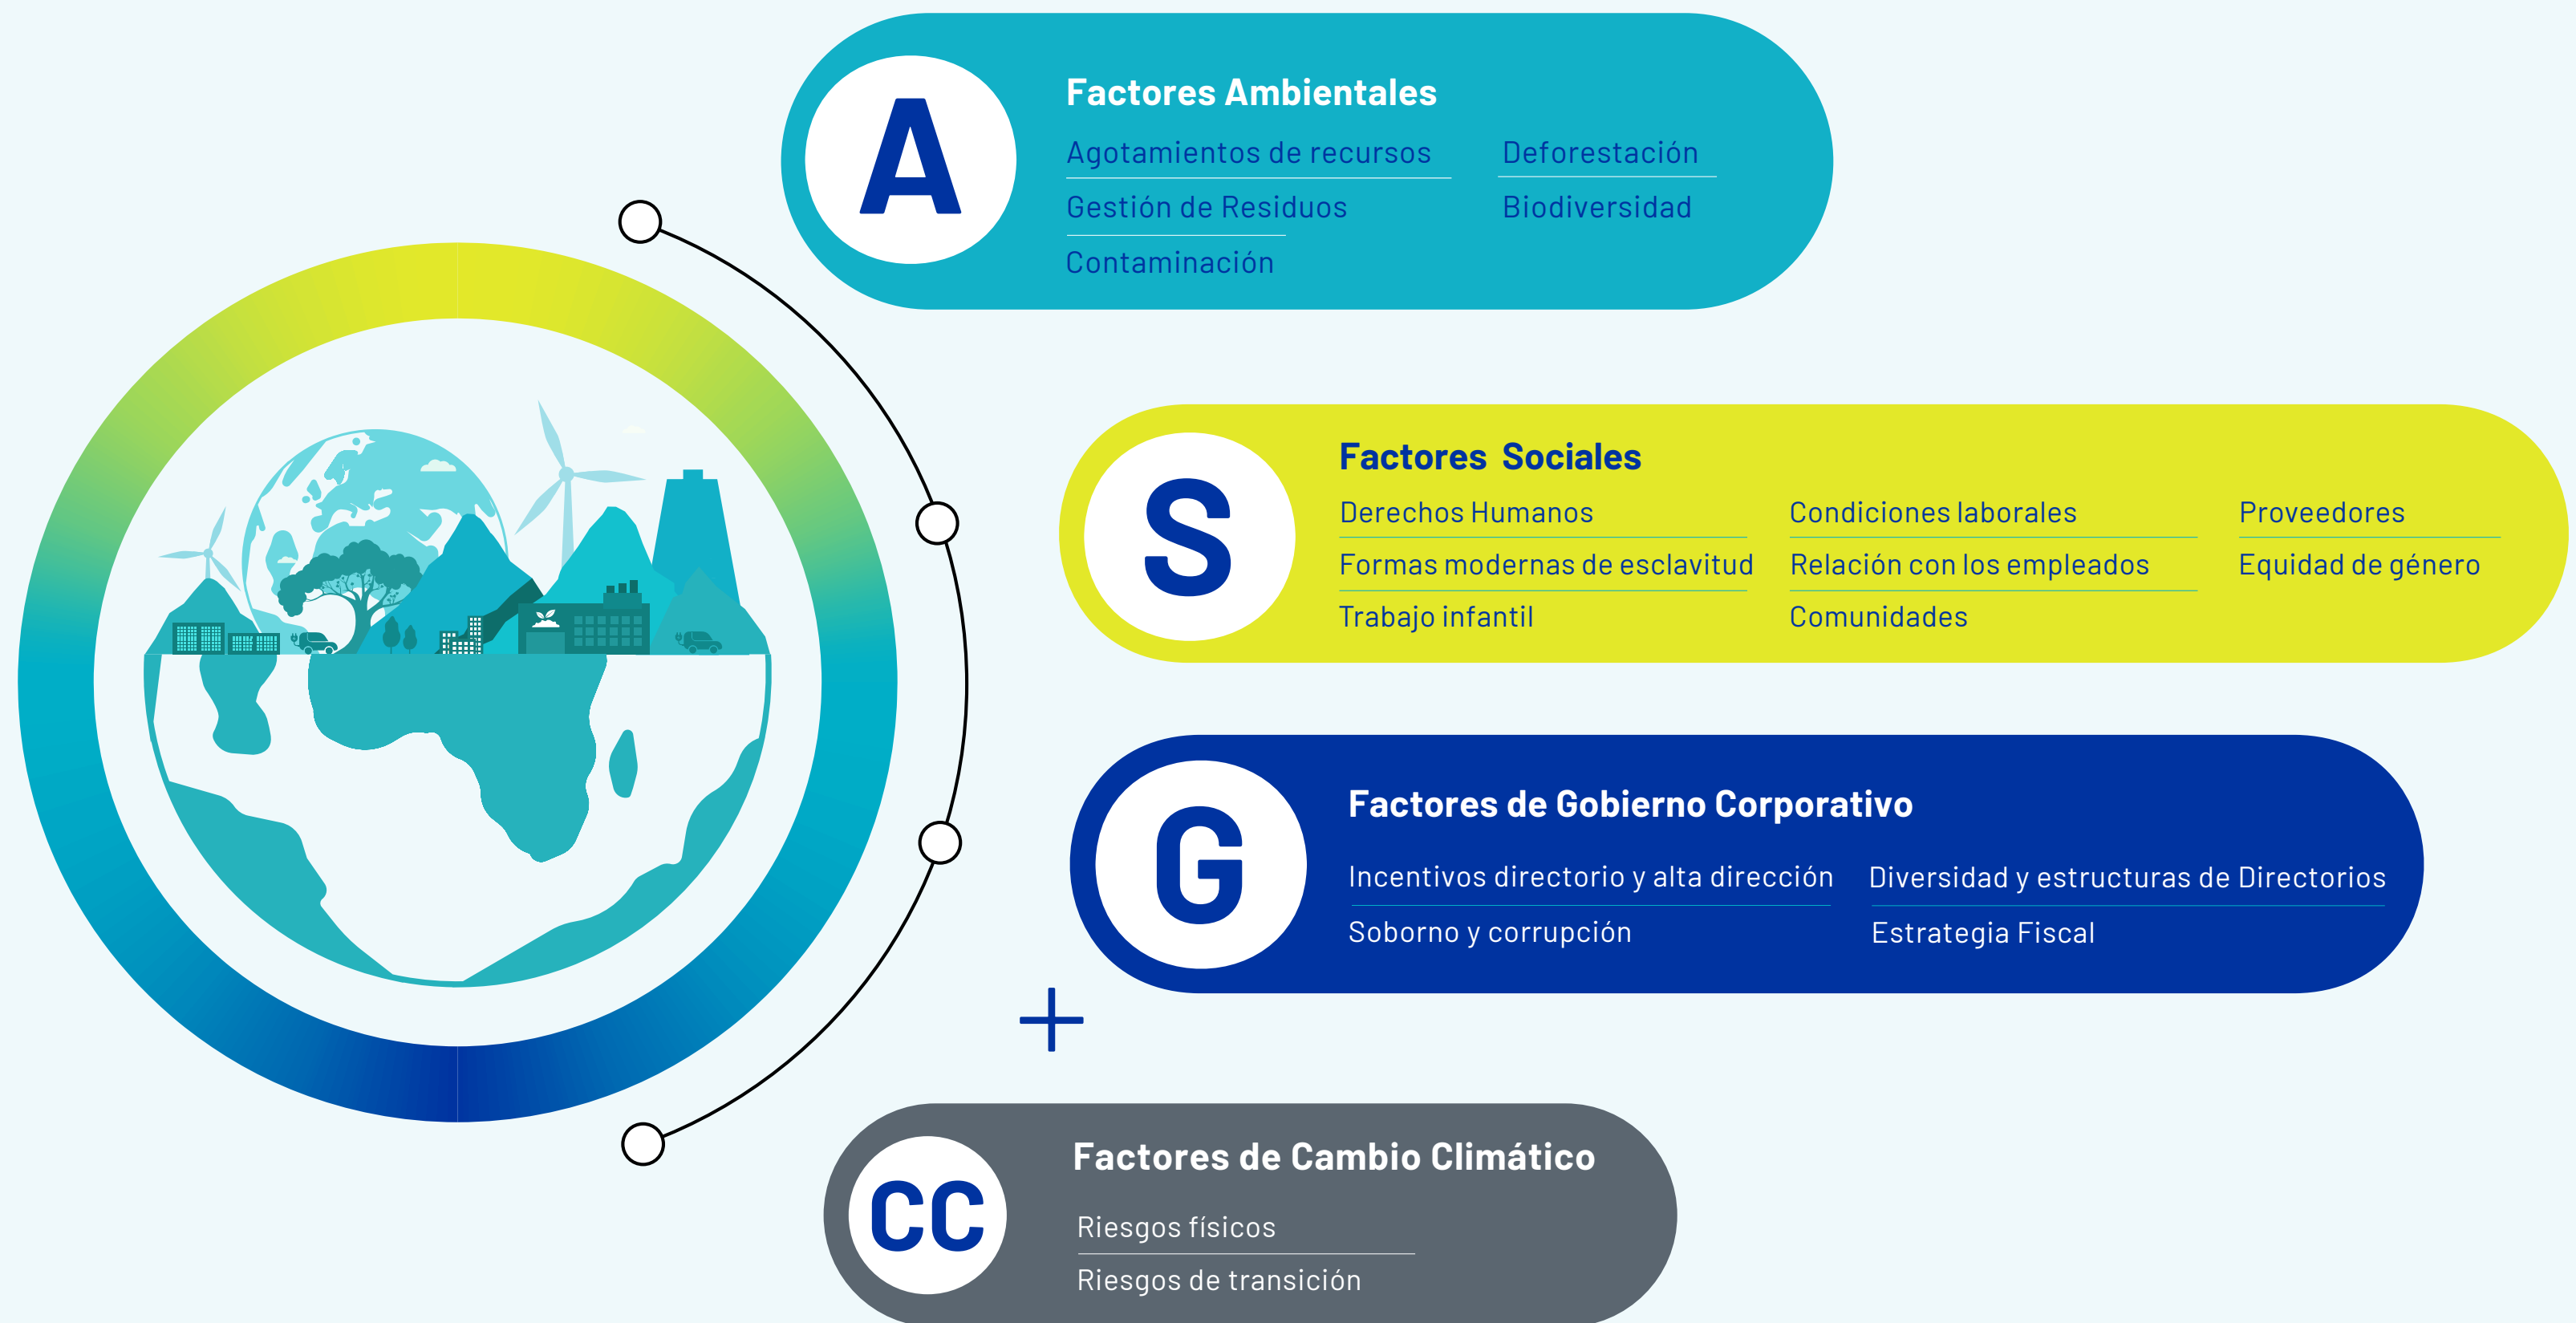 A
Factores Ambientales
Agotamientos de recursos
Gestión de Residuos
Contaminación
Deforestación
Biodiversidad
S
Factores Sociales
Derechos Humanos
Formas modernas de esclavitud
Trabajo infantil
Condiciones laborales
Relación con los empleados
Comunidades
Proveedores
Equidad de género
G
Factores de Gobierno Corporativo
Incentivos directorio y alta dirección
Soborno y corrupción
Diversidad y estructuras de Directorios
Estrategia Fiscal
+
CC
Factores de Cambio Climático
Riesgos físicos
Riesgos de transición